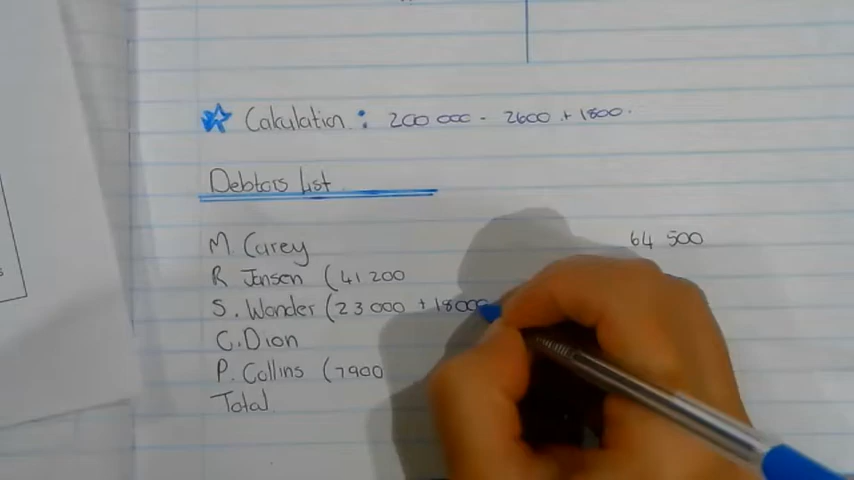 Calculation : 200 000 - 2600 + 1800.
Debtors List
M. Carey 64 500
R Jensen (41 200
S. Wonder (23 000 + 18000
C. Dion
P. Collins (7900
Total